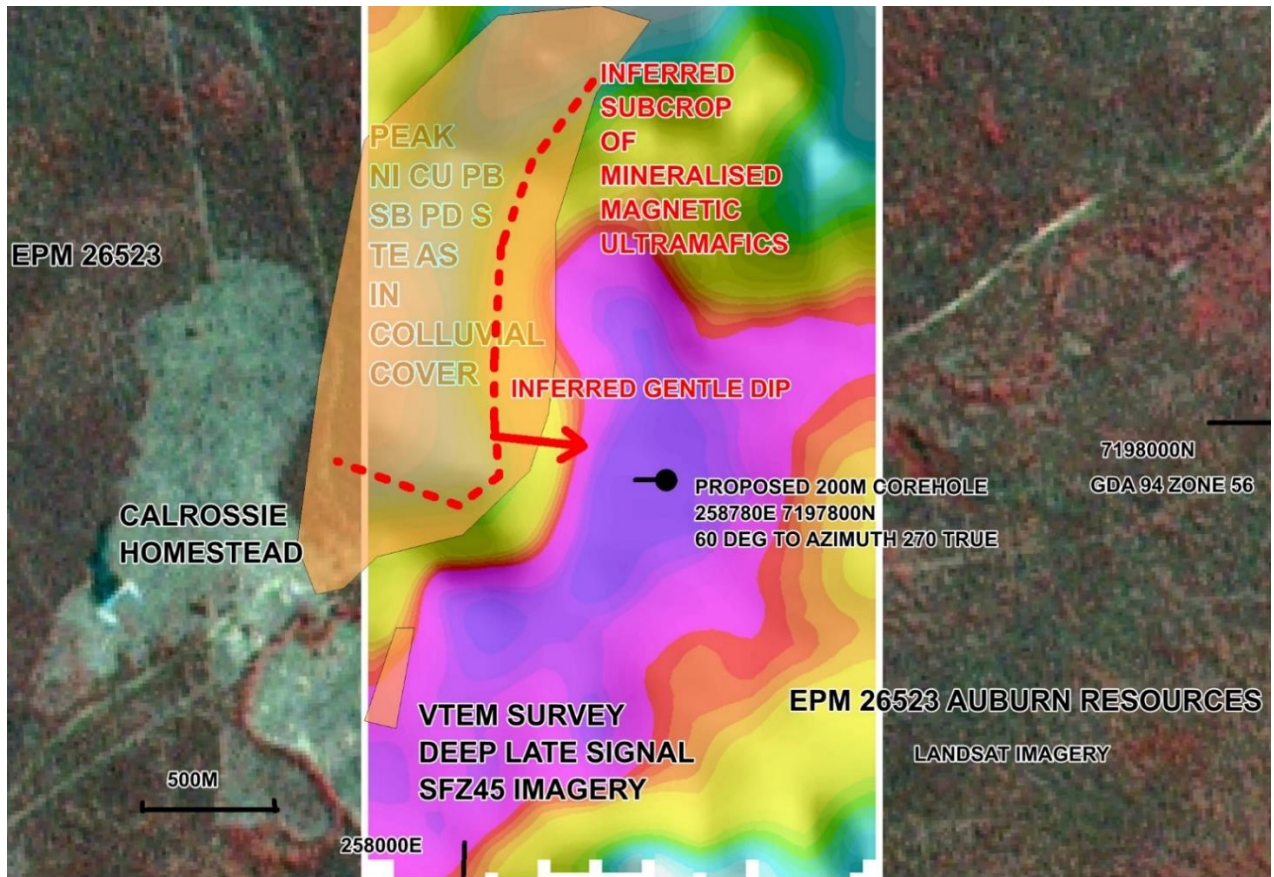 INFERRED
SUBCROP
OF
MINERALISED
MAGNETIC
ULTRAMAFICS
PEAK
NI CU PB
SB PD S
TE AS
IN
COLLUVIAL
COVER
EPM 26523
INFERRED GENTLE DIP
7198000N
GDA 94 ZONE 56
PROPOSED 200M COREHOLE
258780E 7197800N
60 DEG TO AZIMUTH 270 TRUE
CALROSSIE
HOMESTEAD
EPM 26523 AUBURN RESOURCES
LANDSAT IMAGERY
VTEM SURVEY
DEEP LATE SIGNAL
SFZ45 IMAGERY
500M
258000E